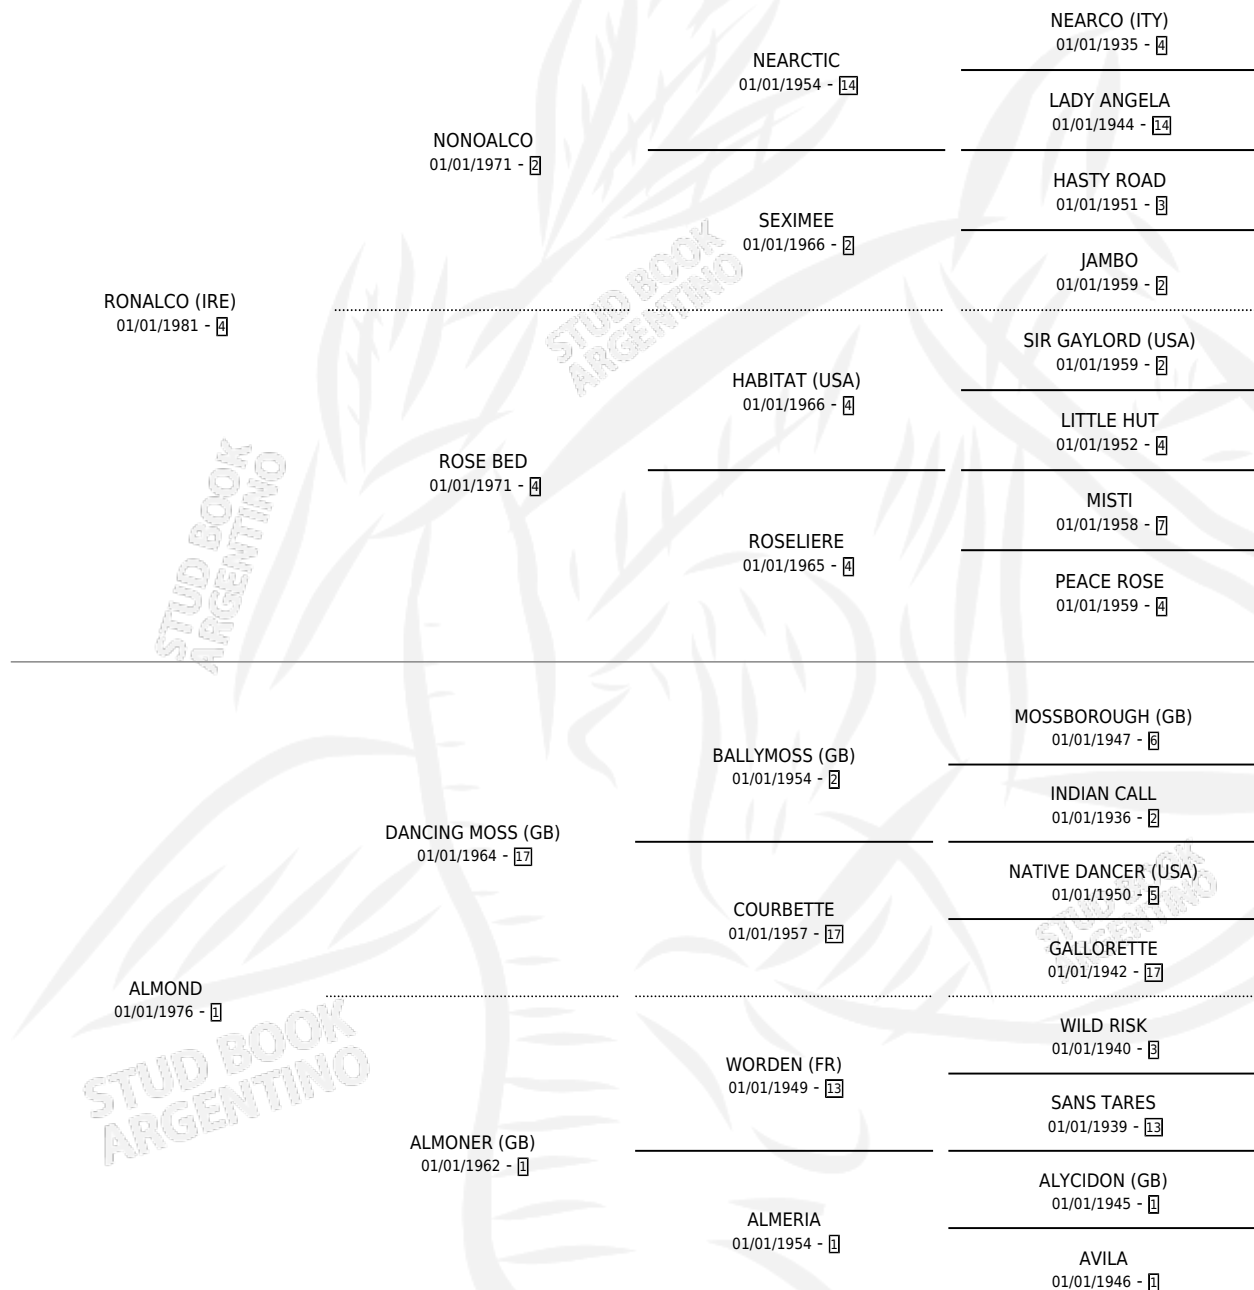 NEARCO (ITY)
01/01/1935 - 4
NEARCTIC
01/01/1954 - 14
LADY ANGELA
01/01/1944 - 14
NONOALCO
01/01/1971 - 2
HASTY ROAD
01/01/1951 - 3
SEXIMEE
01/01/1966 - 2
JAMBO
01/01/1959 - 2
STUD BOOK
ARGENTINO
RONALCO (IRE)
01/01/1981 - 4
SIR GAYLORD (USA)
01/01/1959 - 2
HABITAT (USA)
01/01/1966 - 4
LITTLE HUT
01/01/1952 - 4
ROSE BED
01/01/1971 - 4
MISTI
01/01/1958 - 7
ROSELIERE
01/01/1965 - 4
PEACE ROSE
01/01/1959 - 4
STUD BOOK
ARGENTINO
MOSSBOROUGH (GB)
01/01/1947 - 6
BALLYMOSS (GB)
01/01/1954 - 2
INDIAN CALL
01/01/1936 - 2
DANCING MOSS (GB)
01/01/1964 - 17
NATIVE DANCER (USA)
01/01/1950 - 5
COURBETTE
01/01/1957 - 17
GALLORETTE
01/01/1942 - 17
STUD BOOK
ARGENTINO
ALMOND
01/01/1976 - 1
WILD RISK
01/01/1940 - 3
WORDEN (FR)
01/01/1949 - 13
SANS TARES
01/01/1939 - 13
STUD BOOK
ARGENTINO
ALMONER (GB)
01/01/1962 - 1
ALYCIDON (GB)
01/01/1945 - 1
ALMERIA
01/01/1954 - 1
AVILA
01/01/1946 - 1